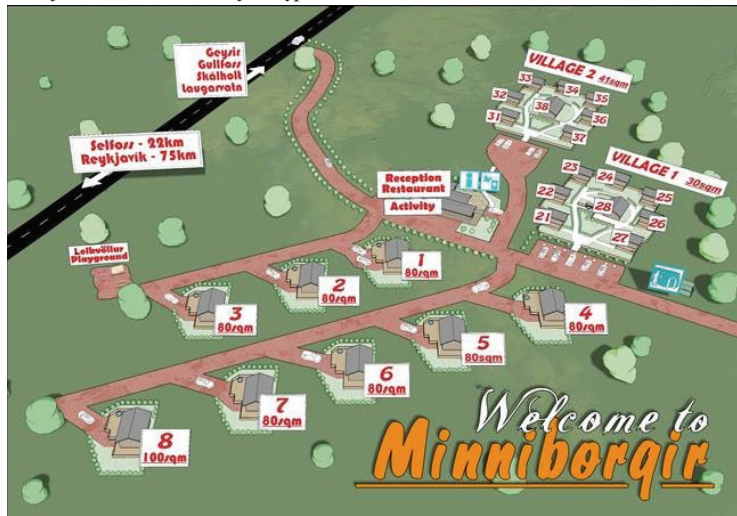 Geysir
Gullfoss
Skálholt
Laugarvatn
Selfoss - 22km
Reykjavík - 75km
VILLAGE 2 41sqm
33
34
32
35
38
31
36
37
Reception
Restaurant
Activity
VILLAGE 1 30sqm
23
24
22
25
28
21
26
27
Leikvöllur
Playground
1
80sqm
2
80sqm
3
80sqm
4
80sqm
5
80sqm
6
80sqm
7
80sqm
8
100sqm
Welcome to
Minniborgir